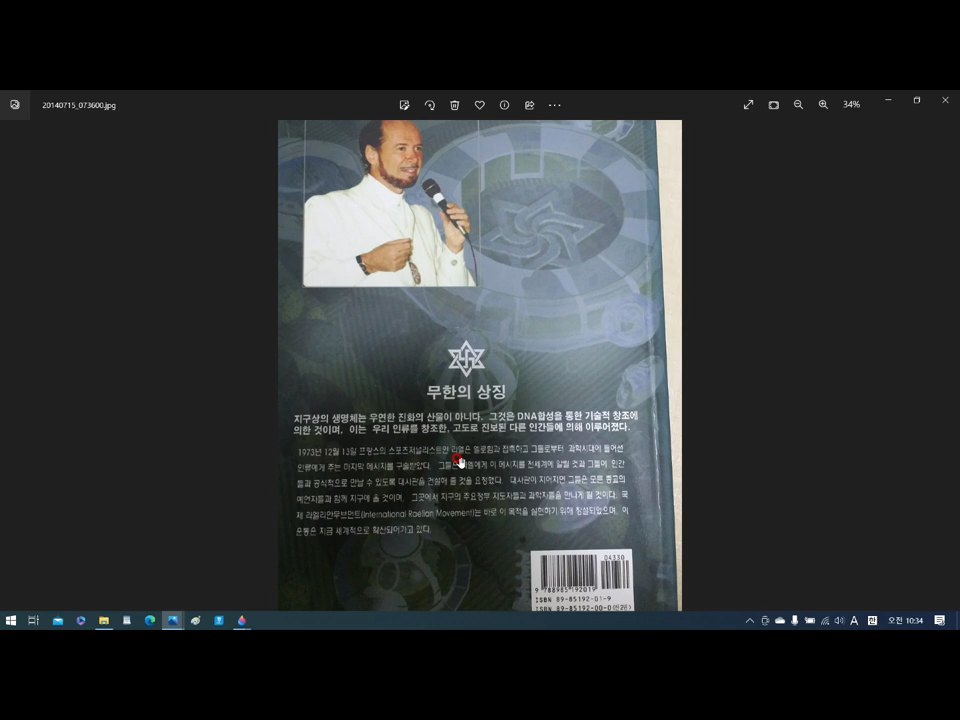 20140715_073600.jpg
34%
무한의 상징
지구상의 생명체는 우연한 진화의 산물이 아니다. 그것은 DNA합성을 통한 기술적 창조에
의한 것이며, 이는 우리 인류를 창조한, 고도로 진보된 다른 인간들에 의해 이루어졌다.
1973년 12월 13일 프랑스의 스포츠저널리스트인 라엘은 엘로힘과 접촉하고 그들로부터 과학시대에 들어선
인류에게 주는 마지막 메시지를 구술받았다. 그들은 에게 이 메시지를 전세계에 알릴 것과 그들이 인간
들과 공식적으로 만날 수 있도록 대사관을 건설해 줄 것을 요청했다. 대사관이 지어지면 그들은 모든 종교의
예언자들과 함께 지구에 올 것이며, 그곳에서 지구의 주요정부 지도자들과 과학자들을 만나게 될 것이다. 국
제 라엘리안무브먼트(International Raelian Movement)는 바로 이 목적을 실현하기 위해 창설되었으며, 이
운동은 지금 세계적으로 확산되어가고 있다.
04330
9 788985 192019
ISBN 89-85192-01-9
ISBN 89-85192-00-0
A
오전 10:34